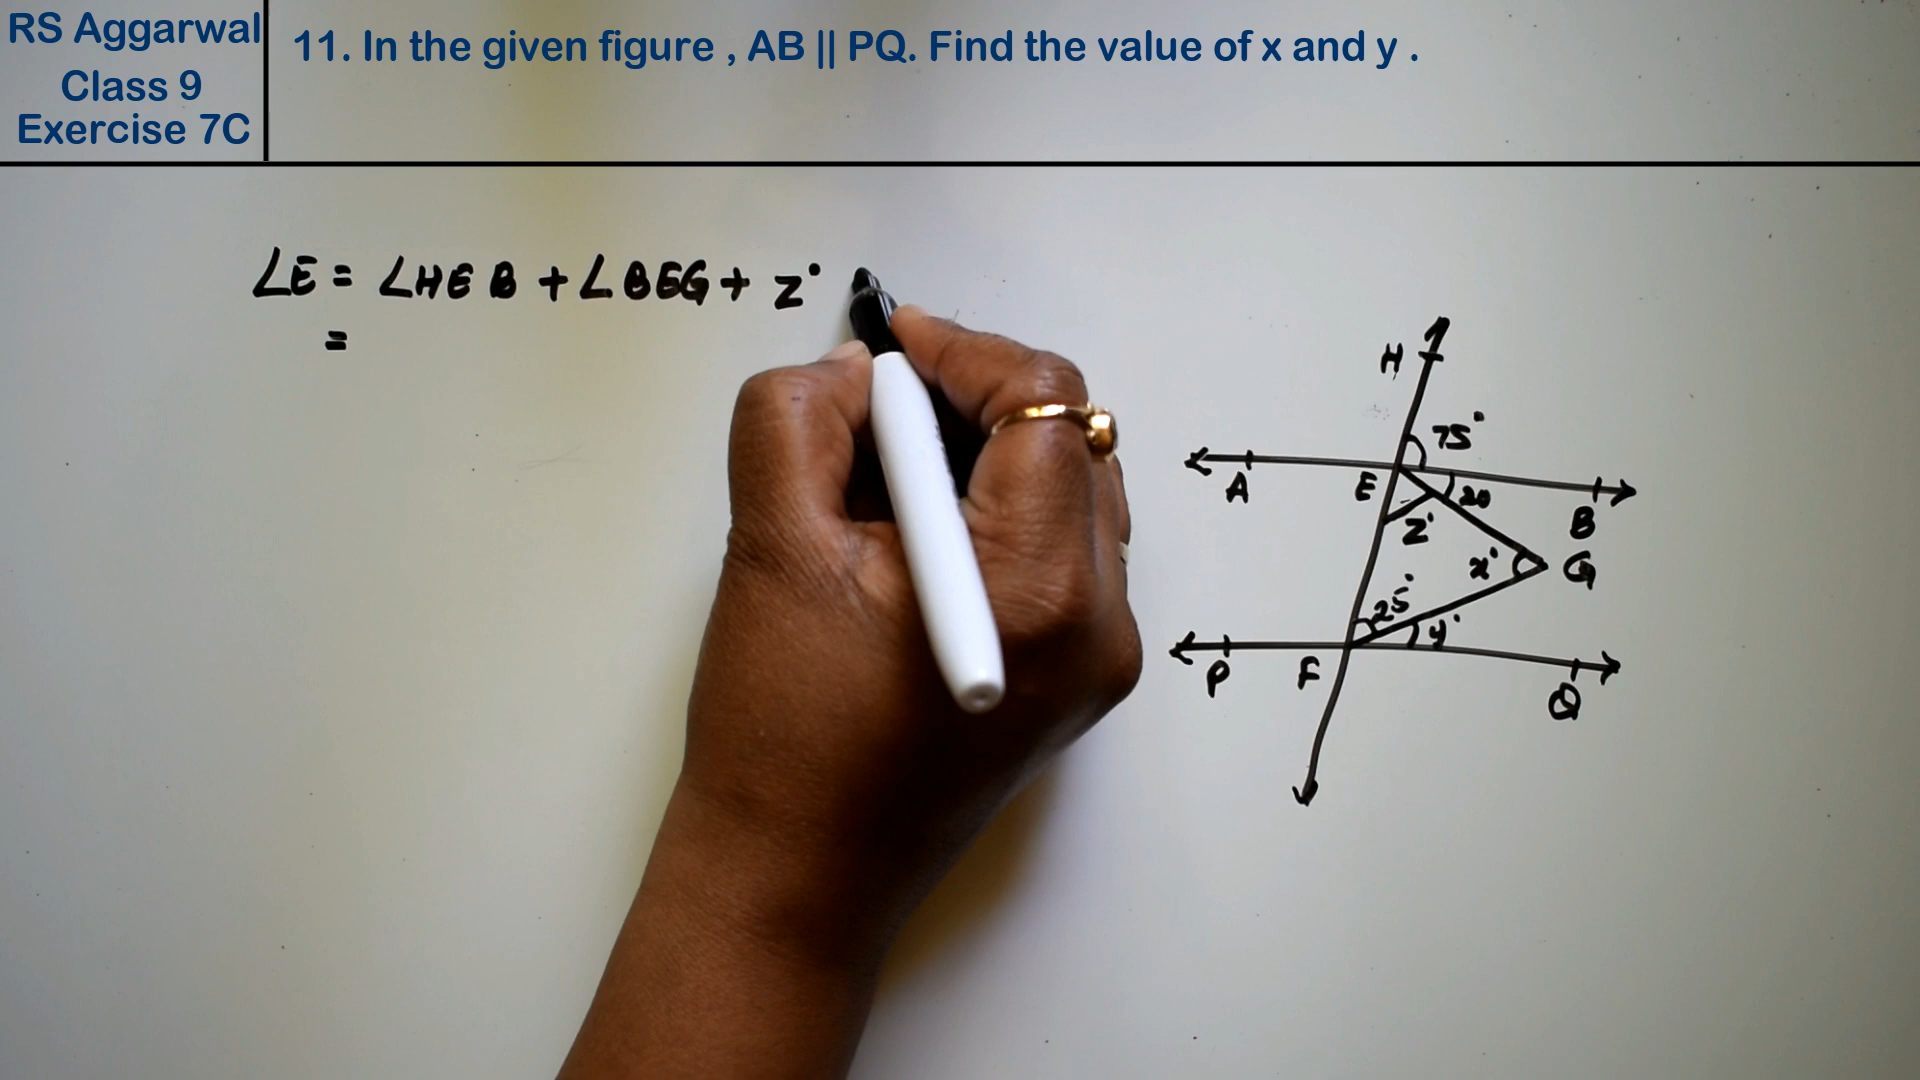 RS Aggarwal
Class 9
Exercise 7C
11. In the given figure , AB || PQ. Find the value of x and y .
∠E = ∠HEB + ∠BEG + z°
=
H
75°
A
E
20
B
z°
x°
G
25°
y°
P
F
Q